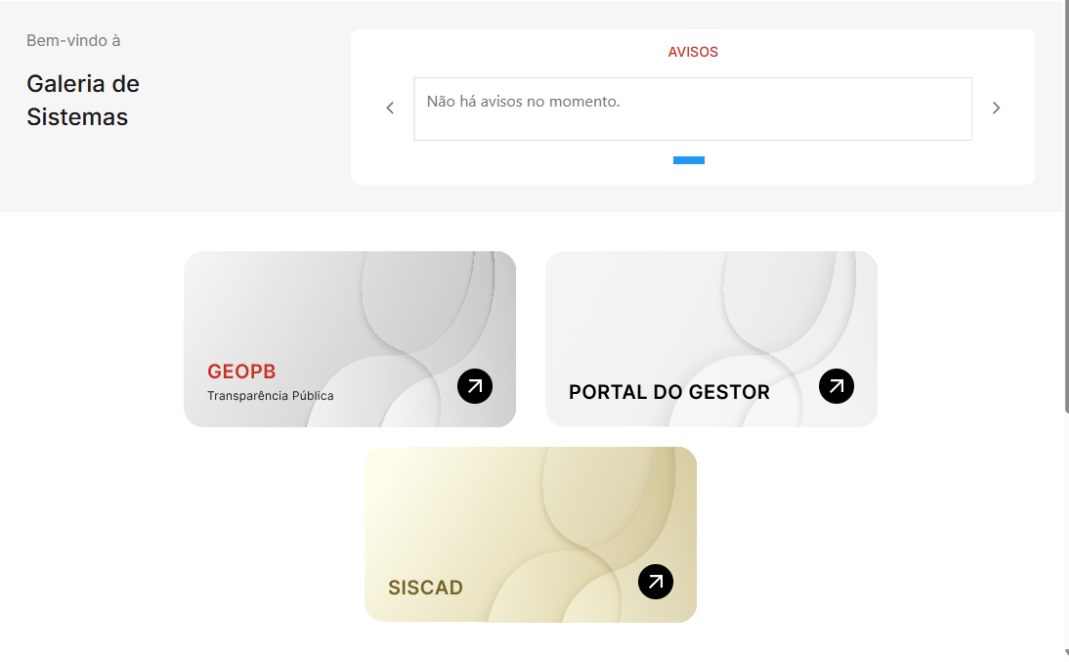 Bem-vindo à
Galeria de
Sistemas
AVISOS
Não há avisos no momento.
GEOPB
Transparência Pública
PORTAL DO GESTOR
SISCAD